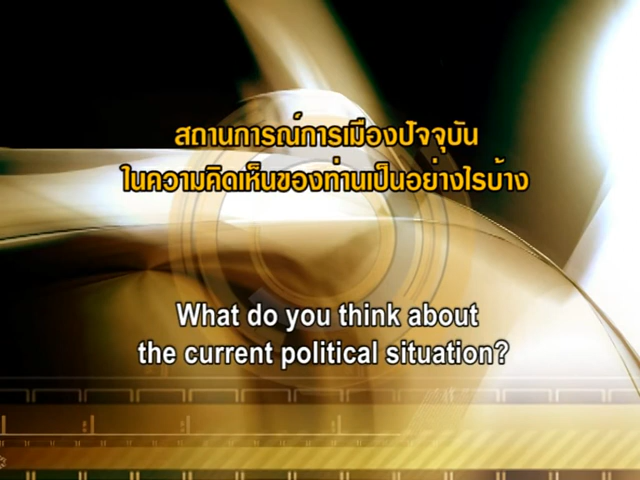 สถานการณ์การเมืองปัจจุบัน
ในความคิดเห็นของท่านเป็นอย่างไรบ้าง
What do you think about
the current political situation?